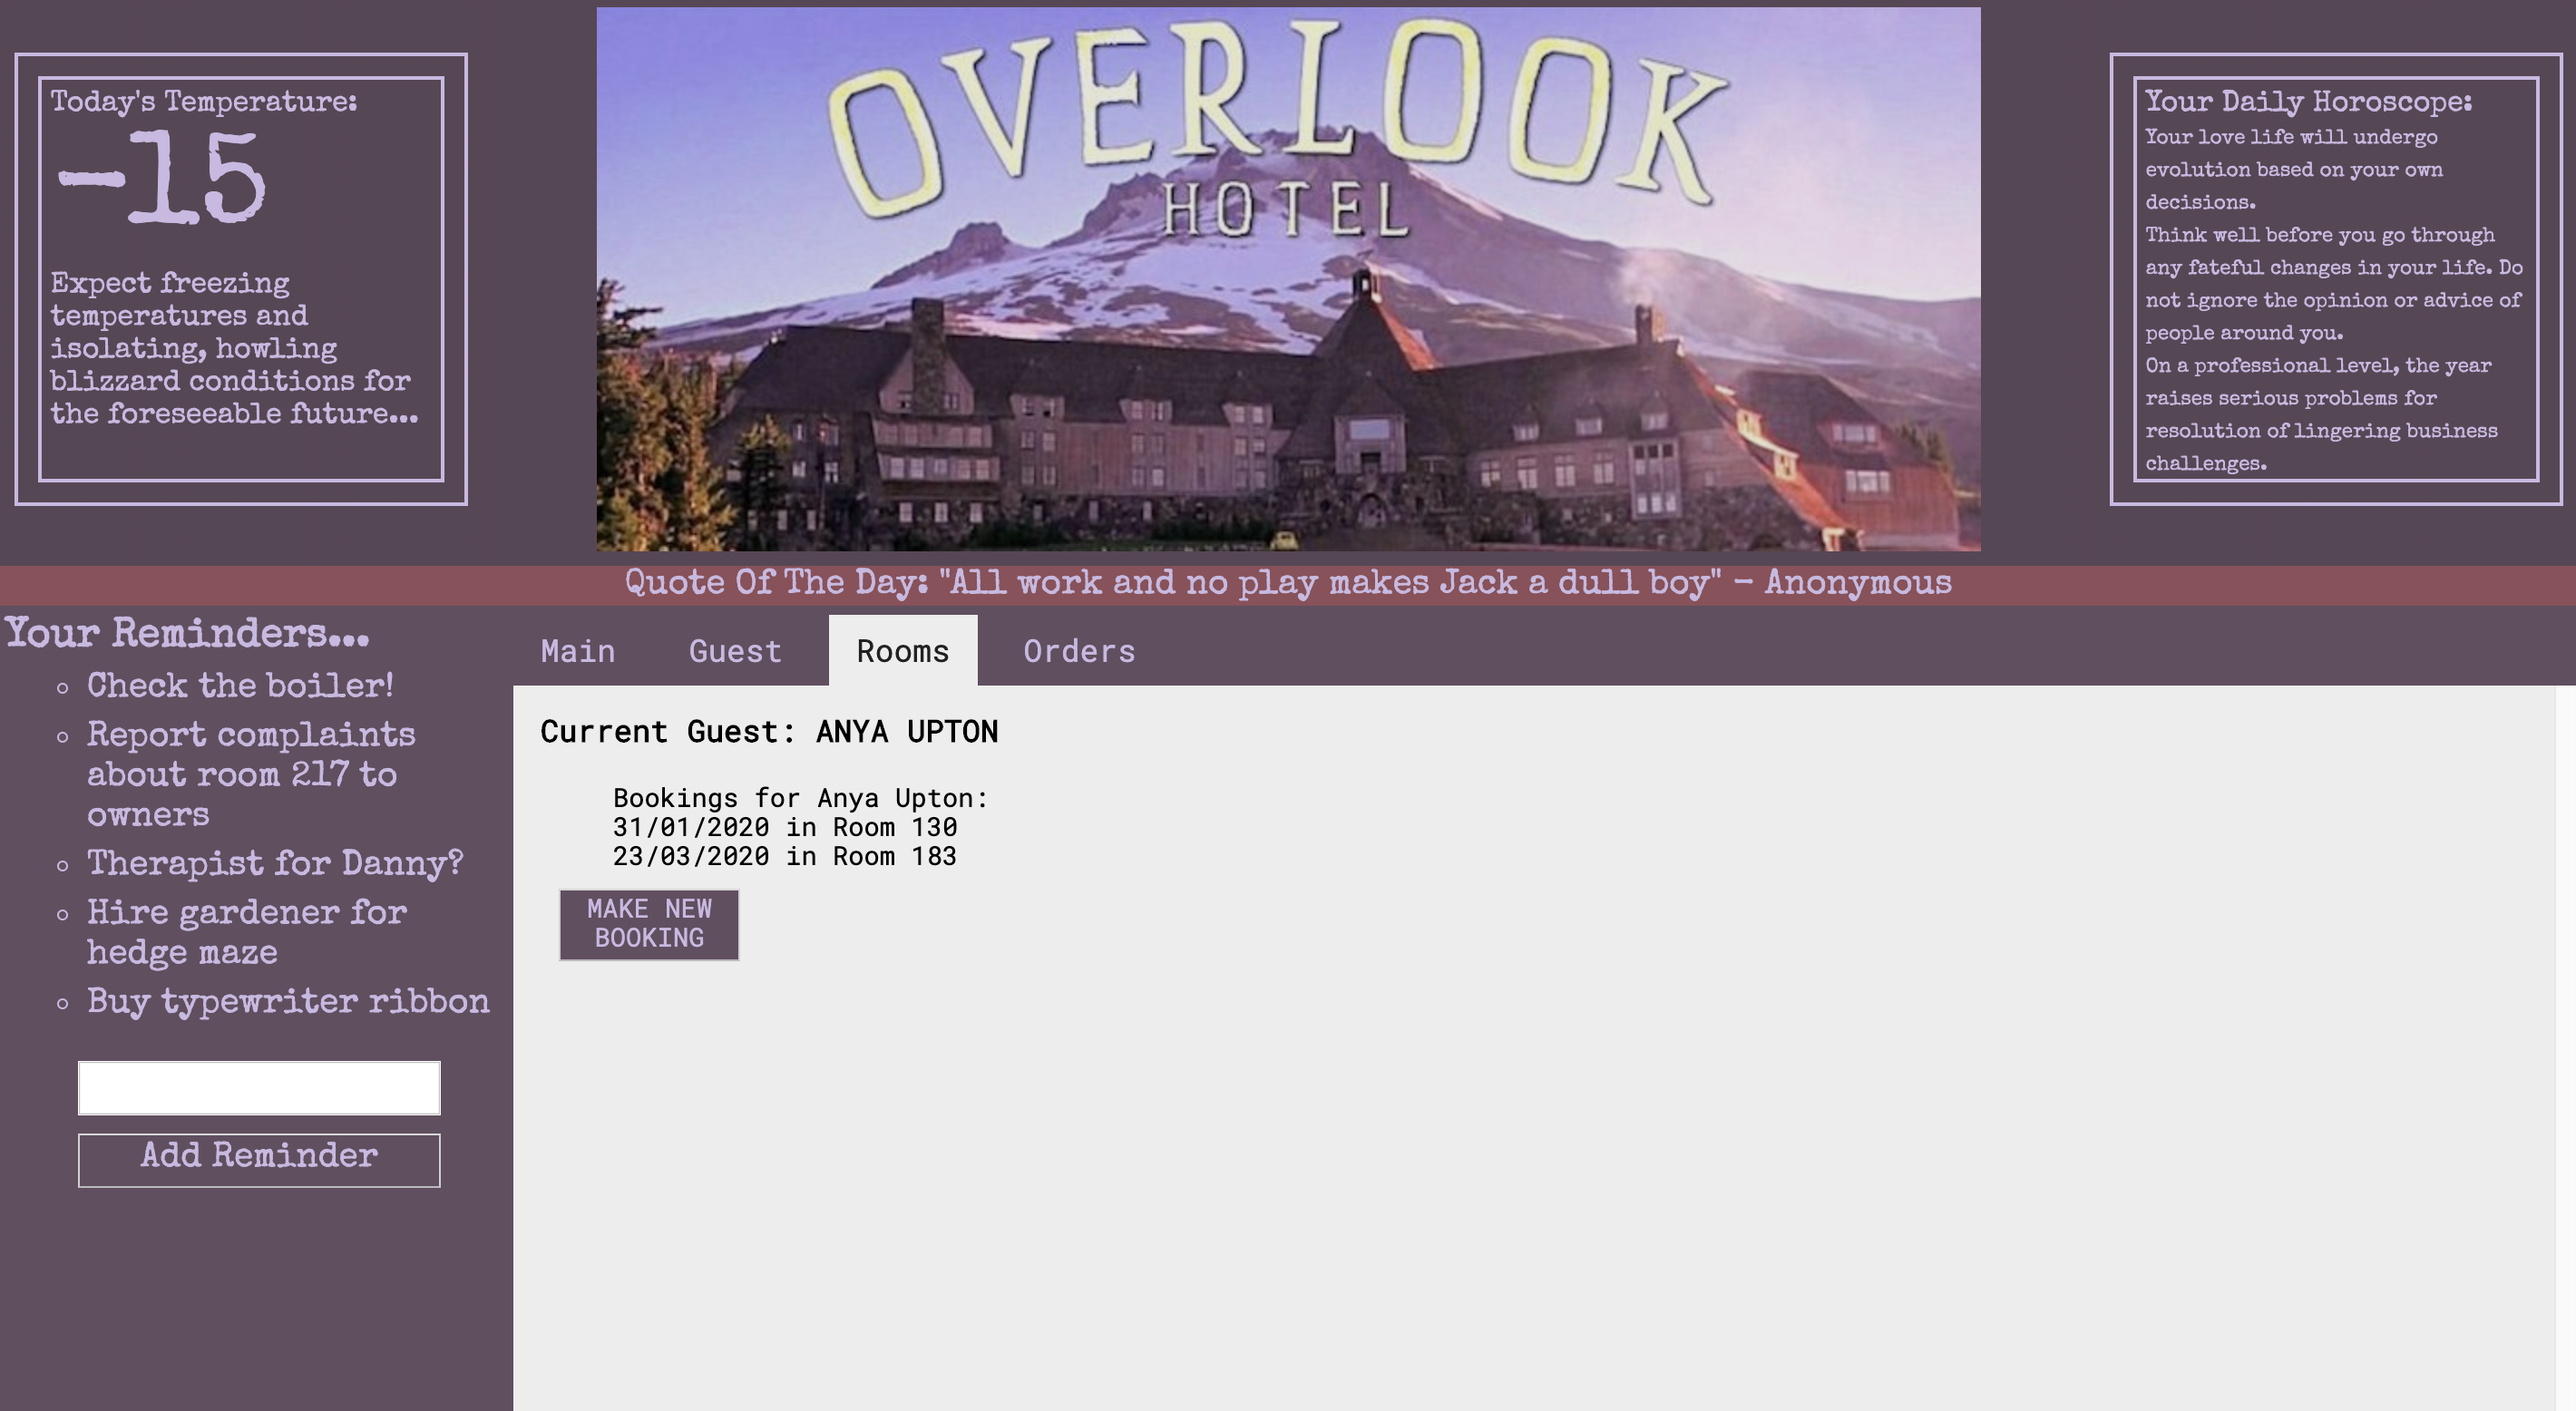 Today's Temperature:
-15
Expect freezing
temperatures and
isolating, howling
blizzard conditions for
the foreseeable future...
OVERLOOK
HOTEL
Your Daily Horoscope:
Your love life will undergo
evolution based on your own
decisions.
Think well before you go through
any fateful changes in your life. Do
not ignore the opinion or advice of
people around you.
On a professional level, the year
raises serious problems for
resolution of lingering business
challenges.
Quote Of The Day: "All work and no play makes Jack a dull boy" - Anonymous
Your Reminders...
Check the boiler!
Report complaints
about room 217 to
owners
Therapist for Danny?
Hire gardener for
hedge maze
Buy typewriter ribbon
Add Reminder
Main Guest Rooms Orders
Current Guest: ANYA UPTON
Bookings for Anya Upton:
31/01/2020 in Room 130
23/03/2020 in Room 183
MAKE NEW
BOOKING